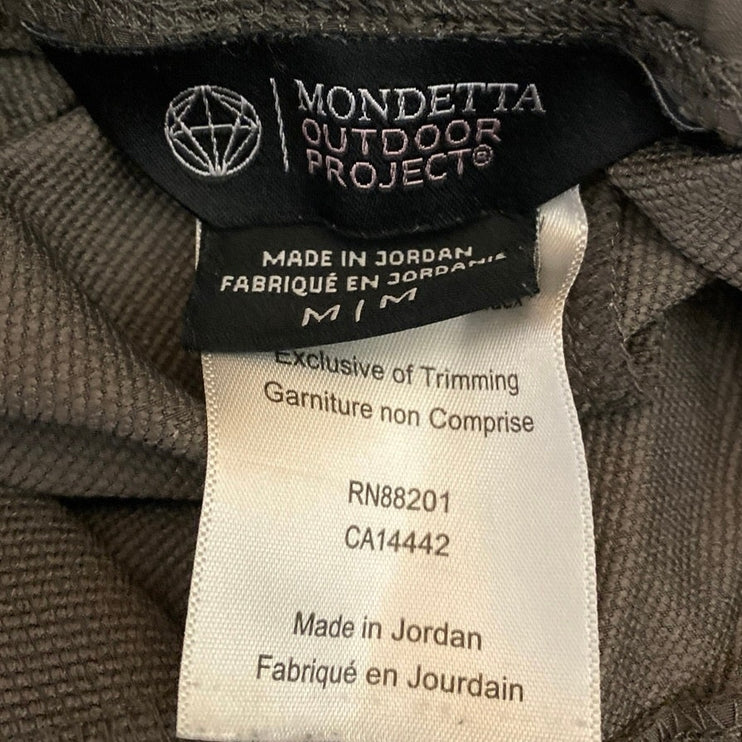 MONDETTA
OUTDOOR
PROJECT®
MADE IN JORDAN
FABRIQUÉ EN JORDANIE
M / M
Exclusive of Trimming
Garniture non Comprise
RN88201
CA14442
Made in Jordan
Fabriqué en Jourdain